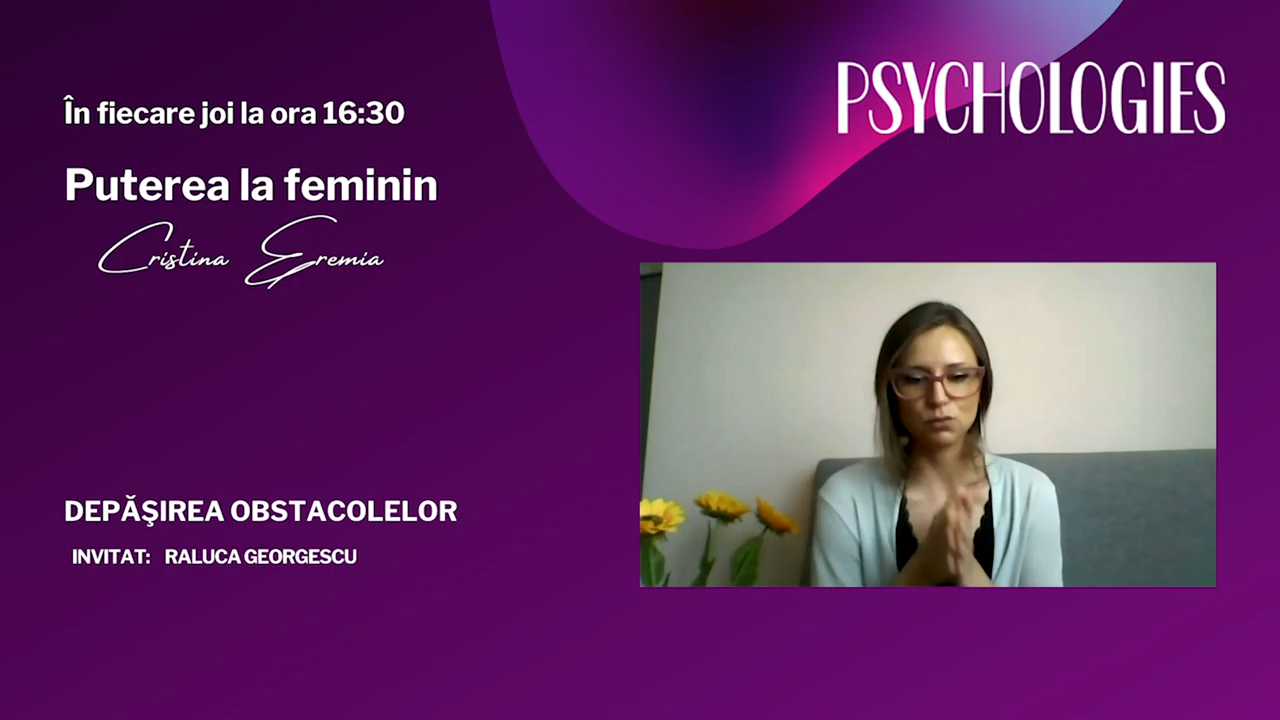 În fiecare joi la ora 16:30
PSYCHOLOGIES
Puterea la feminin
Cristina Eremia
DEPĂŞIREA OBSTACOLELOR
INVITAT: RALUCA GEORGESCU